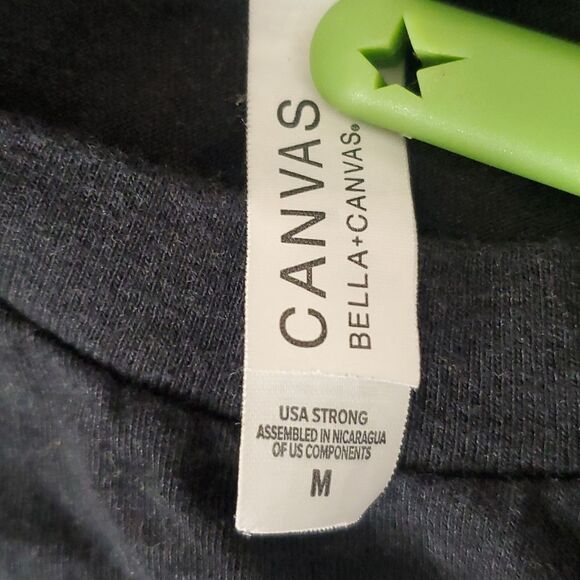 CANVAS
BELLA+CANVAS®
USA STRONG
ASSEMBLED IN NICARAGUA
OF US COMPONENTS
M